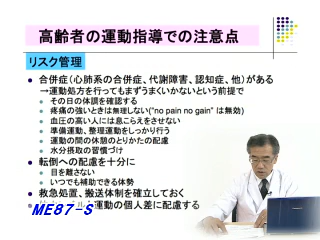 高齢者の運動指導での注意点
リスク管理
合併症(心肺系の合併症、代謝障害、認知症、他)がある
→運動処方を行ってもまずうまくいかないという前提で
その日の体調を確認する
疼痛の強いときは無理しない("no pain no gain" は無効)
血圧の高い人には息こらえをさせない
準備運動、整理運動をしっかり行う
運動の間の休憩のとりかたの配慮
水分摂取の習慣づけ
転倒への配慮を十分に
目を離さない
いつでも補助できる体勢
救急処置、搬送体制を確立しておく
運動の個人差に配慮する
ME87-S